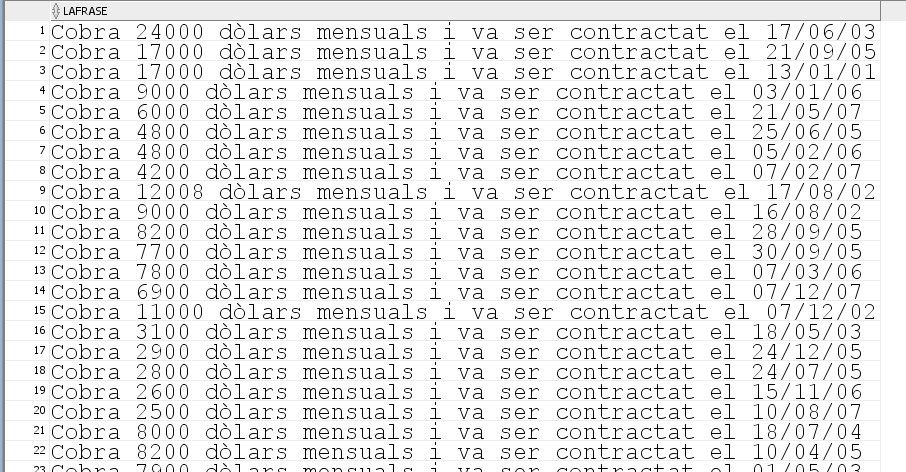 LAFRASE
1 Cobra 24000 dòlars mensuals i va ser contractat el 17/06/03
2 Cobra 17000 dòlars mensuals i va ser contractat el 21/09/05
3 Cobra 17000 dòlars mensuals i va ser contractat el 13/01/01
4 Cobra 9000 dòlars mensuals i va ser contractat el 03/01/06
5 Cobra 6000 dòlars mensuals i va ser contractat el 21/05/07
6 Cobra 4800 dòlars mensuals i va ser contractat el 25/06/05
7 Cobra 4800 dòlars mensuals i va ser contractat el 05/02/06
8 Cobra 4200 dòlars mensuals i va ser contractat el 07/02/07
9 Cobra 12008 dòlars mensuals i va ser contractat el 17/08/02
10 Cobra 9000 dòlars mensuals i va ser contractat el 16/08/02
11 Cobra 8200 dòlars mensuals i va ser contractat el 28/09/05
12 Cobra 7700 dòlars mensuals i va ser contractat el 30/09/05
13 Cobra 7800 dòlars mensuals i va ser contractat el 07/03/06
14 Cobra 6900 dòlars mensuals i va ser contractat el 07/12/07
15 Cobra 11000 dòlars mensuals i va ser contractat el 07/12/02
16 Cobra 3100 dòlars mensuals i va ser contractat el 18/05/03
17 Cobra 2900 dòlars mensuals i va ser contractat el 24/12/05
18 Cobra 2800 dòlars mensuals i va ser contractat el 24/07/05
19 Cobra 2600 dòlars mensuals i va ser contractat el 15/11/06
20 Cobra 2500 dòlars mensuals i va ser contractat el 10/08/07
21 Cobra 8000 dòlars mensuals i va ser contractat el 18/07/04
22 Cobra 8200 dòlars mensuals i va ser contractat el 10/04/05
23 Cobra 7900 dòlars mensuals i va ser contractat el 01/05/03